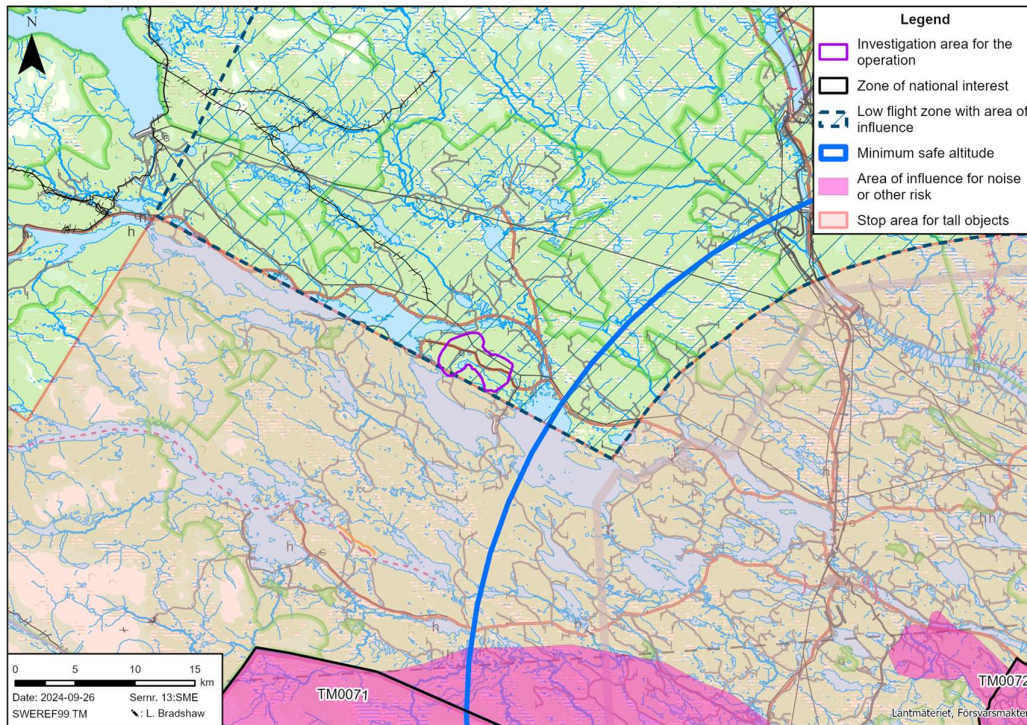 N
Legend
Investigation area for the
operation
Zone of national interest
Low flight zone with area of
influence
Minimum safe altitude
Area of influence for noise
or other risk
Stop area for tall objects
TM0071
TM0072
0 5 10 15
km
Date: 2024-09-26 Sernr. 13:SME
SWEREF99 TM : L. Bradshaw
Lantmäteriet, Försvarsmakten